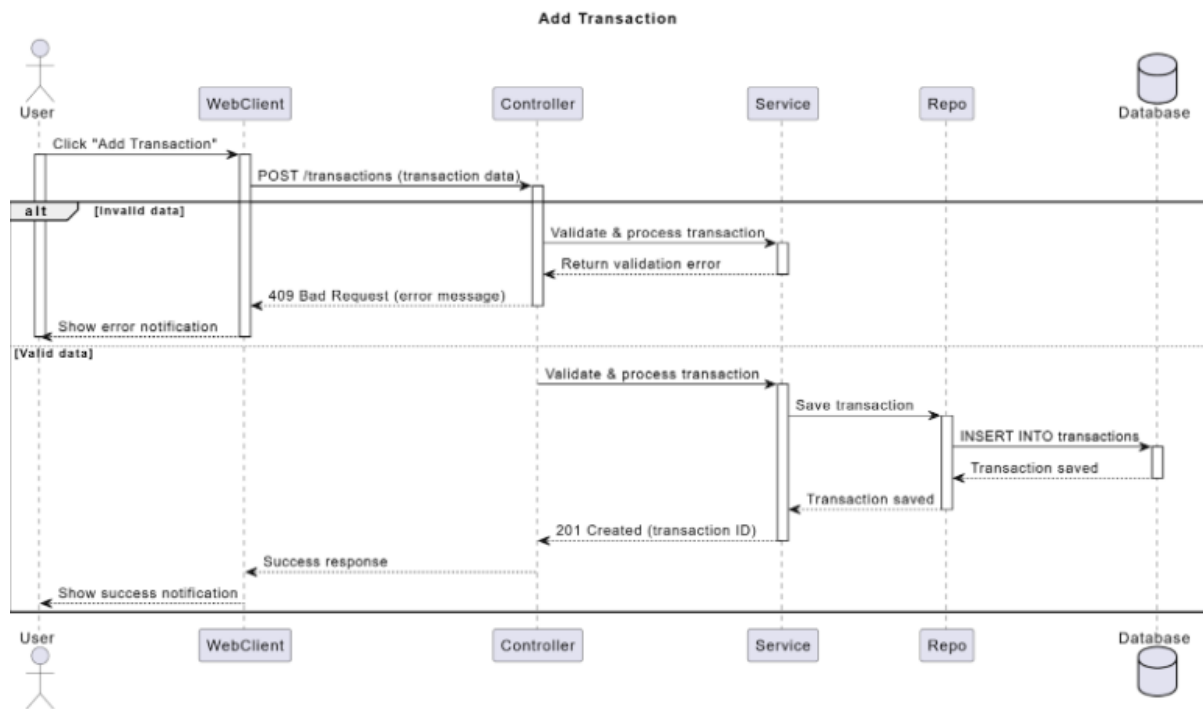 Add Transaction
User
WebClient
Controller
Service
Repo
Database
Click "Add Transaction"
POST /transactions (transaction data)
alt
[Invalid data]
Validate & process transaction
Return validation error
409 Bad Request (error message)
Show error notification
[Valid data]
Validate & process transaction
Save transaction
INSERT INTO transactions
Transaction saved
Transaction saved
201 Created (transaction ID)
Success response
Show success notification
User
WebClient
Controller
Service
Repo
Database